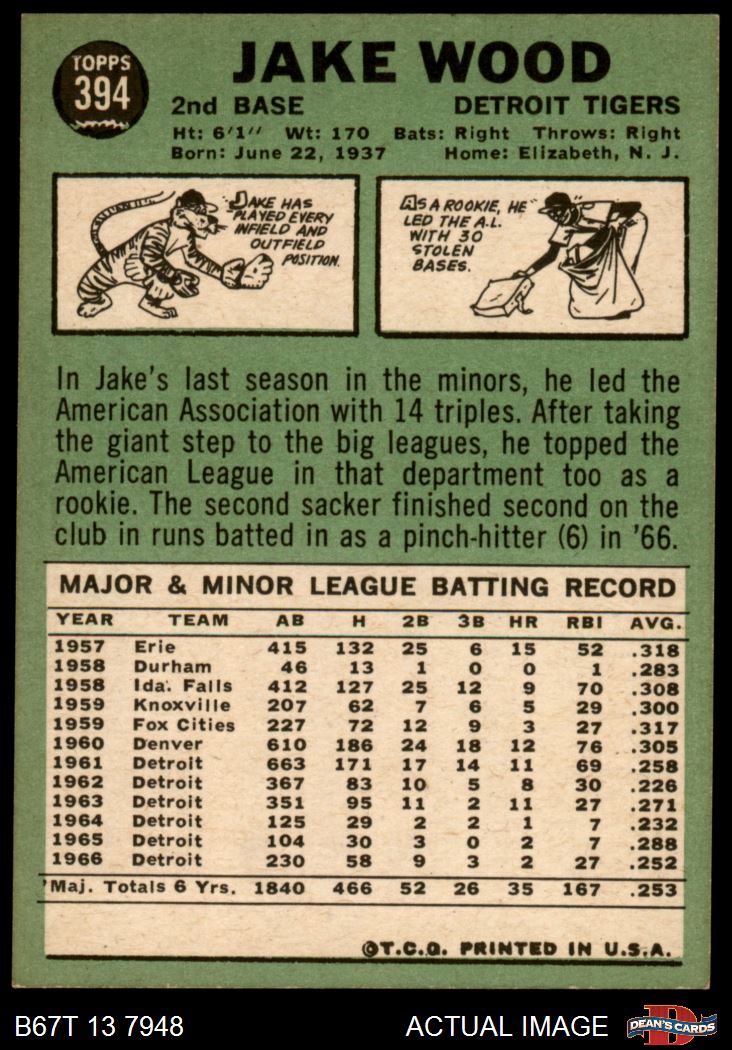 TOPPS
394
JAKE WOOD
2nd BASE DETROIT TIGERS
Ht: 6'1" Wt: 170 Bats: Right Throws: Right
Born: June 22, 1937 Home: Elizabeth, N. J.
JAKE HAS
PLAYED EVERY
INFIELD AND
OUTFIELD
POSITION.
AS A ROOKIE, HE
LED THE A.L.
WITH 30
STOLEN
BASES.
In Jake's last season in the minors, he led the
American Association with 14 triples. After taking
the giant step to the big leagues, he topped the
American League in that department too as a
rookie. The second sacker finished second on the
club in runs batted in as a pinch-hitter (6) in '66.
MAJOR & MINOR LEAGUE BATTING RECORD
YEAR TEAM AB H 2B 3B HR RBI AVG.
1957 Erie 415 132 25 6 15 52 .318
1958 Durham 46 13 1 0 0 1 .283
1958 Ida. Falls 412 127 25 12 9 70 .308
1959 Knoxville 207 62 7 6 5 29 .300
1959 Fox Cities 227 72 12 9 3 27 .317
1960 Denver 610 186 24 18 12 76 .305
1961 Detroit 663 171 17 14 11 69 .258
1962 Detroit 367 83 10 5 8 30 .226
1963 Detroit 351 95 11 2 11 27 .271
1964 Detroit 125 29 2 2 1 7 .232
1965 Detroit 104 30 3 0 2 7 .288
1966 Detroit 230 58 9 3 2 27 .252
Maj. Totals 6 Yrs. 1840 466 52 26 35 167 .253
©T.C.G. PRINTED IN U.S.A.
B67T 13 7948 ACTUAL IMAGE
D
DEAN'S CARDS